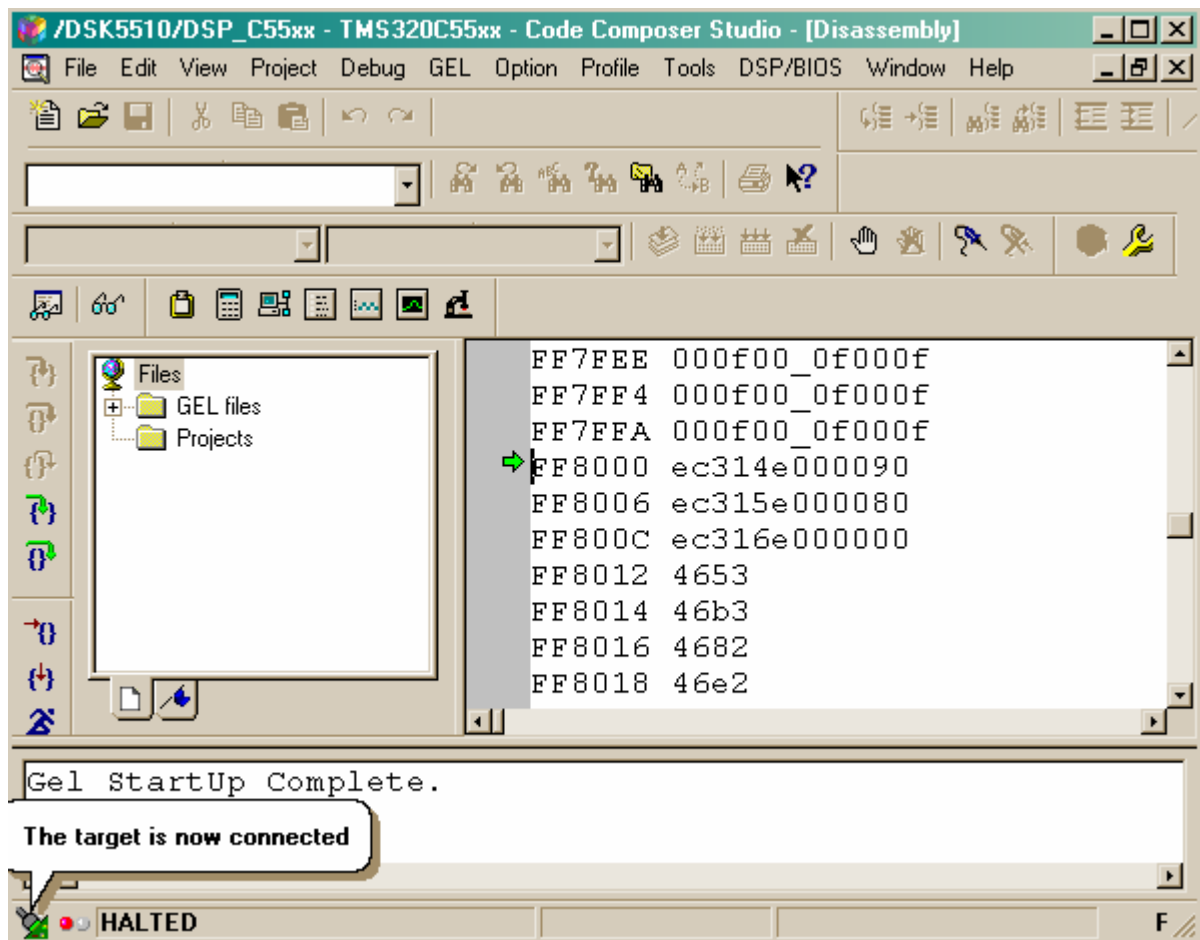 /DSK5510/DSP_C55xx - TMS320C55xx - Code Composer Studio - [Disassembly]
File Edit View Project Debug GEL Option Profile Tools DSP/BIOS Window Help
Files
GEL files
Projects
FF7FEE 000f00_0f000f
FF7FF4 000f00_0f000f
FF7FFA 000f00_0f000f
FF8000 ec314e000090
FF8006 ec315e000080
FF800C ec316e000000
FF8012 4653
FF8014 46b3
FF8016 4682
FF8018 46e2
Gel StartUp Complete.
The target is now connected
HALTED
F